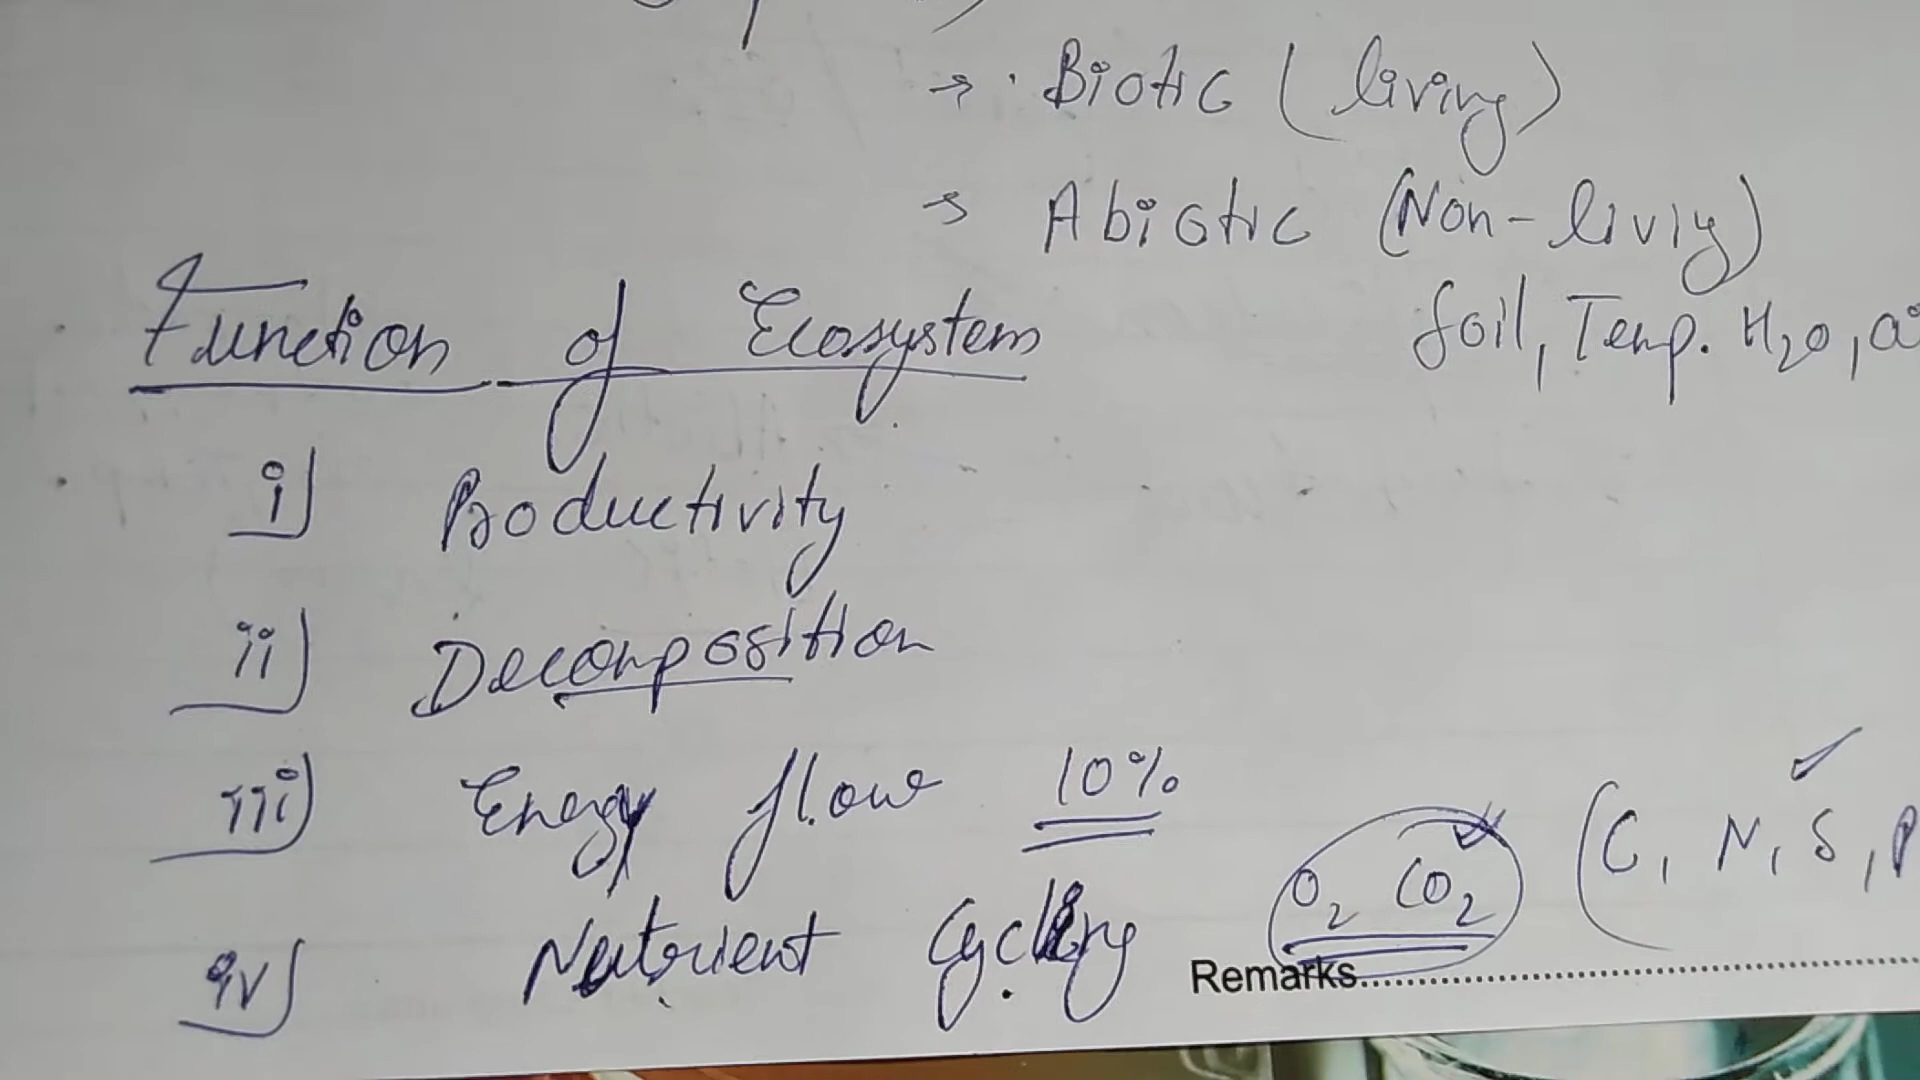 → Biotic (living)
→ Abiotic (Non-living)
Soil, Temp. H₂O,
Function of Ecosystem
i) Productivity
ii) Decomposition
iii) Energy flow 10%
O₂ CO₂ (C, N, S, P
iv) Nutrient Cycling
Remarks